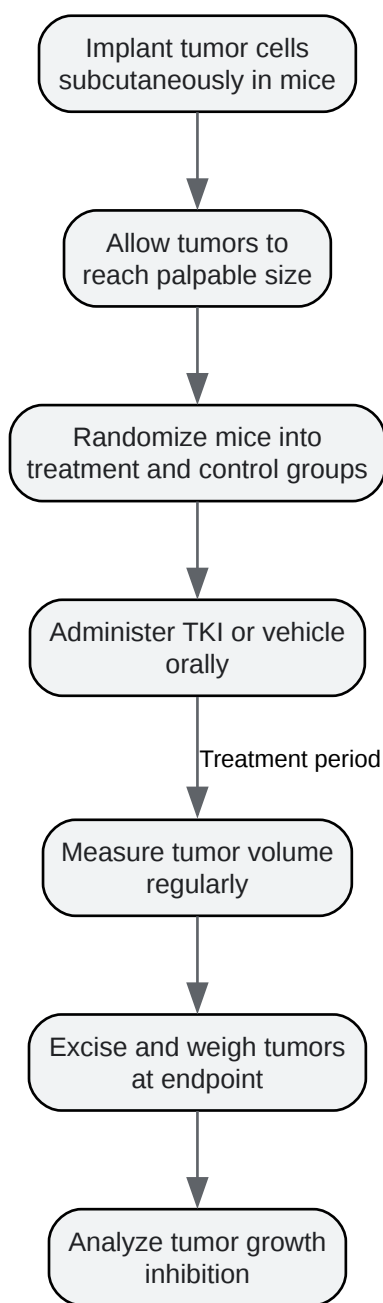 Implant tumor cells
subcutaneously in mice
Allow tumors to
reach palpable size
Randomize mice into
treatment and control groups
Administer TKI or vehicle
orally
Treatment period
Measure tumor volume
regularly
Excise and weigh tumors
at endpoint
Analyze tumor growth
inhibition